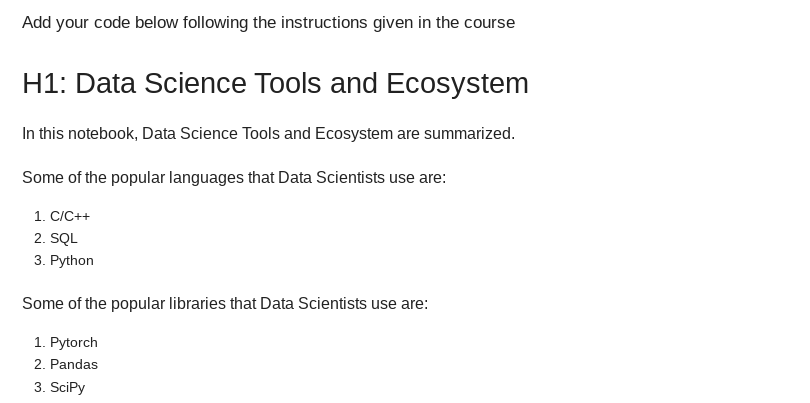 Add your code below following the instructions given in the course
H1: Data Science Tools and Ecosystem
In this notebook, Data Science Tools and Ecosystem are summarized.
Some of the popular languages that Data Scientists use are:
1. C/C++
2. SQL
3. Python
Some of the popular libraries that Data Scientists use are:
1. Pytorch
2. Pandas
3. SciPy